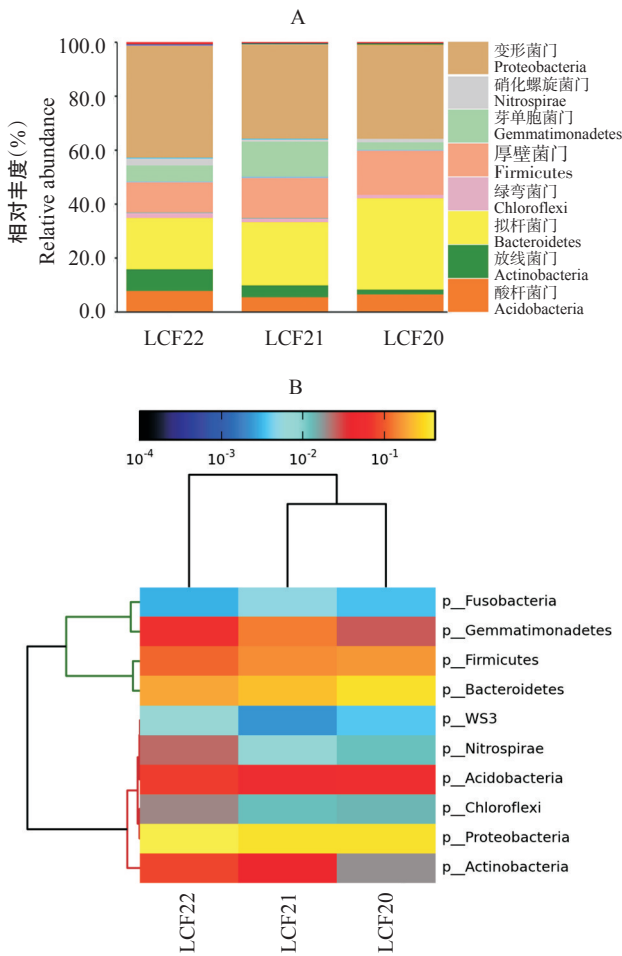 A
相对丰度(%)
Relative abundance
100.0
80.0
60.0
40.0
20.0
0.0
LCF22
LCF21
LCF20
变形菌门
Proteobacteria
硝化螺旋菌门
Nitrospirae
芽单胞菌门
Gemmatimonadetes
厚壁菌门
Firmicutes
绿弯菌门
Chloroflexi
拟杆菌门
Bacteroidetes
放线菌门
Actinobacteria
酸杆菌门
Acidobacteria
B
10-4 10-3 10-2 10-1
p__Fusobacteria
p__Gemmatimonadetes
p__Firmicutes
p__Bacteroidetes
p__WS3
p__Nitrospirae
p__Acidobacteria
p__Chloroflexi
p__Proteobacteria
p__Actinobacteria
LCF22
LCF21
LCF20